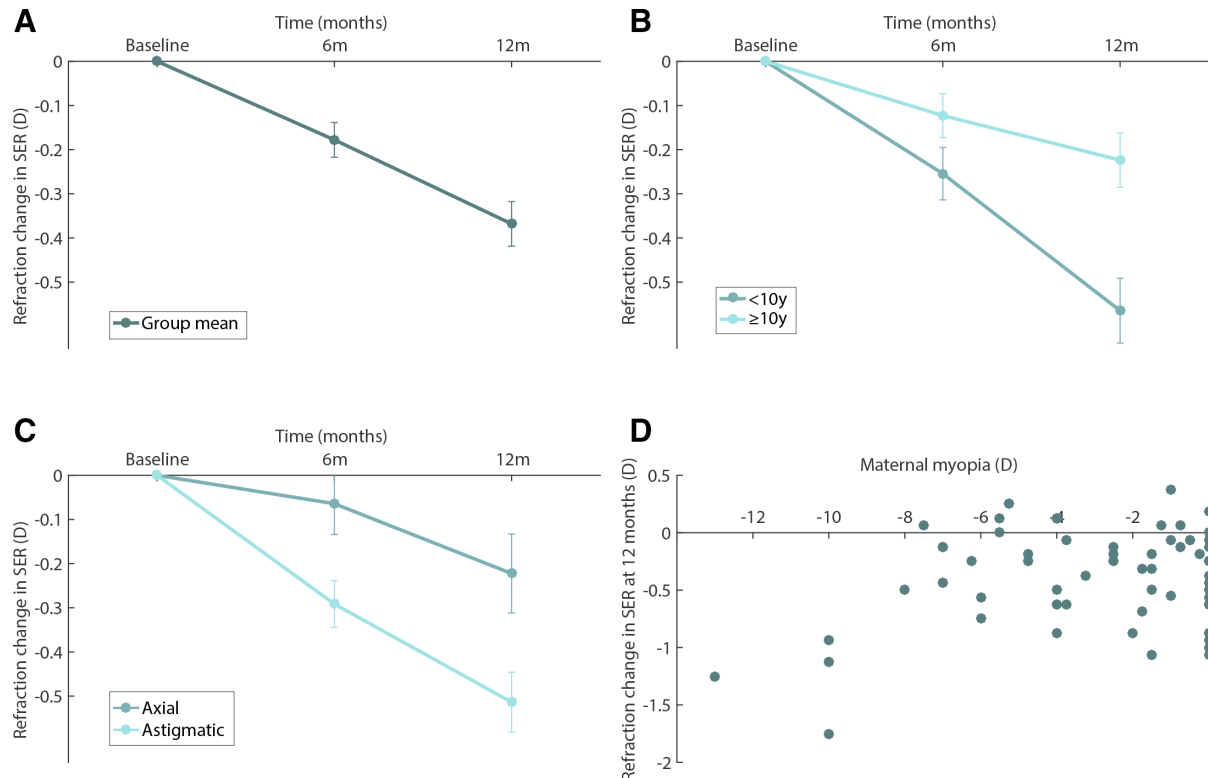 A
Time (months)
Baseline 6m 12m
Refraction change in SER (D)
0
-0.1
-0.2
-0.3
-0.4
-0.5
Group mean
B
Time (months)
Baseline 6m 12m
Refraction change in SER (D)
0
-0.1
-0.2
-0.3
-0.4
-0.5
<10y
≥10y
C
Time (months)
Baseline 6m 12m
Refraction change in SER (D)
0
-0.1
-0.2
-0.3
-0.4
-0.5
Axial
Astigmatic
D
Maternal myopia (D)
Refraction change in SER at 12 months (D)
0.5
-12 -10 -8 -6 -4 -2
0
-0.5
-1
-1.5
-2